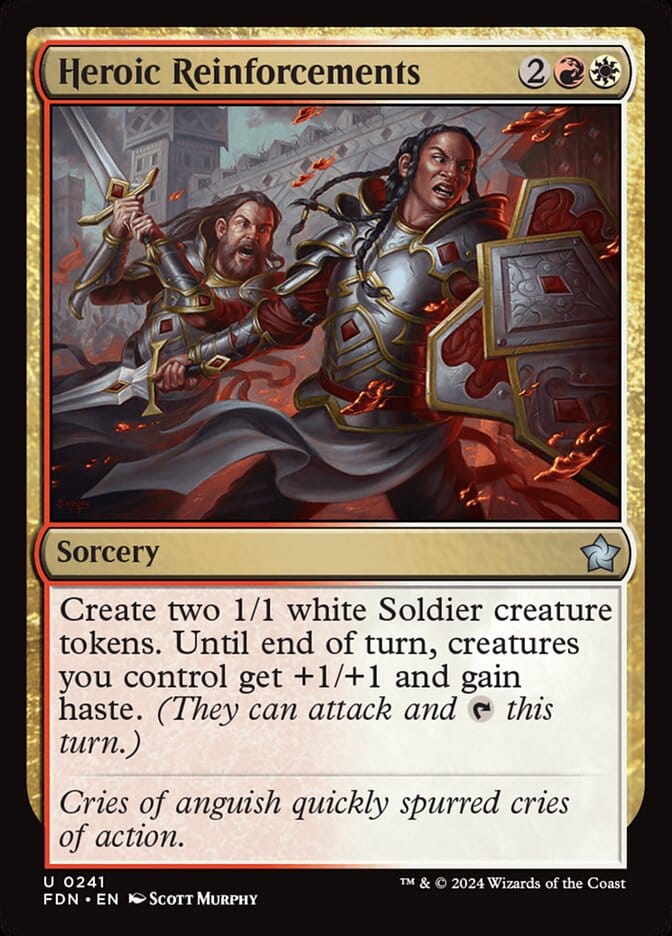 Heroic Reinforcements 2
Sorcery
Create two 1/1 white Soldier creature
tokens. Until end of turn, creatures
you control get +1/+1 and gain
haste. (They can attack and this
turn.)
Cries of anguish quickly spurred cries
of action.
U 0241
FDN • EN Scott Murphy
™ & © 2024 Wizards of the Coast